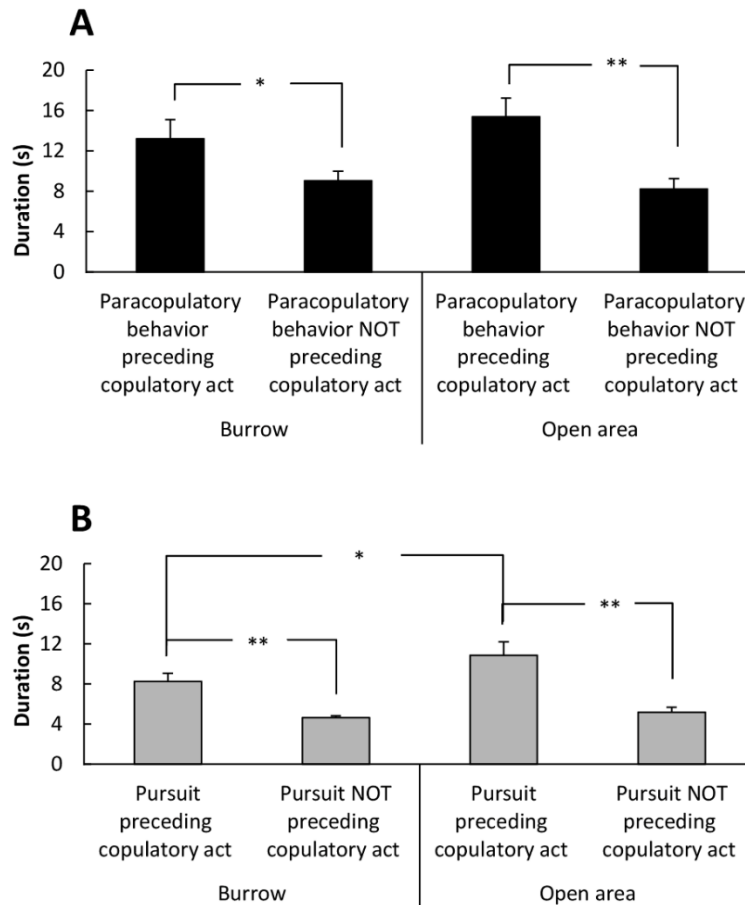 A
20
16
12
8
4
0
Duration (s)
*
**
Paracopulatory behavior preceding copulatory act
Paracopulatory behavior NOT preceding copulatory act
Paracopulatory behavior preceding copulatory act
Paracopulatory behavior NOT preceding copulatory act
Burrow
Open area
B
20
16
12
8
4
0
Duration (s)
*
**
**
Pursuit preceding copulatory act
Pursuit NOT preceding copulatory act
Pursuit preceding copulatory act
Pursuit NOT preceding copulatory act
Burrow
Open area